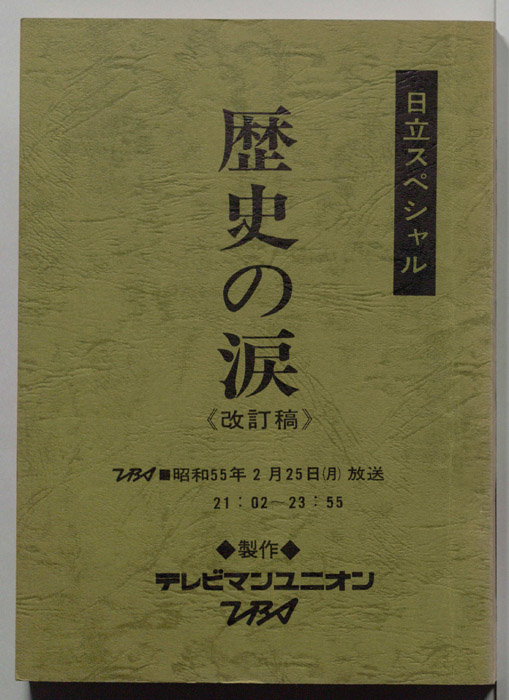 日立スペシャル
歴史の涙
《改訂稿》
TBS■昭和55年2月25日(月)放送
21:02—23:55
◆製作◆
テレビマンユニオン
TBS